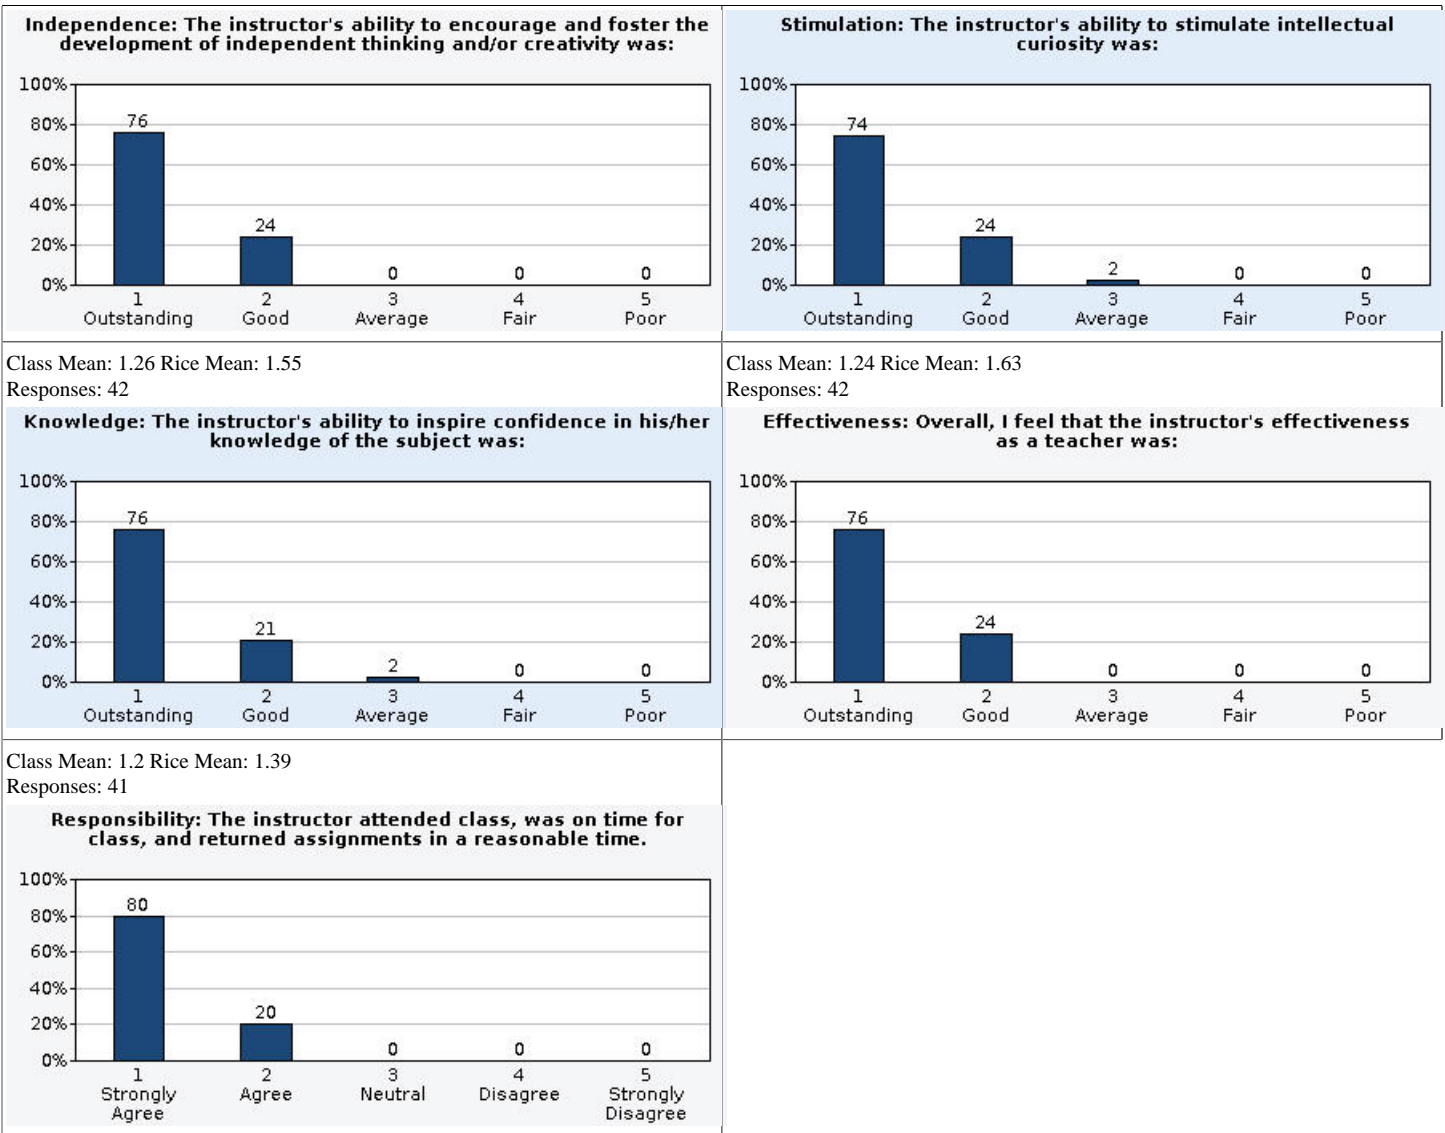 Independence: The instructor's ability to encourage and foster the
development of independent thinking and/or creativity was:
100%
80%
60%
40%
20%
0%
76
24
0
0
0
1
2
3
4
5
Outstanding
Good
Average
Fair
Poor
Stimulation: The instructor's ability to stimulate intellectual
curiosity was:
100%
80%
60%
40%
20%
0%
74
24
2
0
0
1
2
3
4
5
Outstanding
Good
Average
Fair
Poor
Class Mean: 1.26 Rice Mean: 1.55
Responses: 42
Class Mean: 1.24 Rice Mean: 1.63
Responses: 42
Knowledge: The instructor's ability to inspire confidence in his/her
knowledge of the subject was:
100%
80%
60%
40%
20%
0%
76
21
2
0
0
1
2
3
4
5
Outstanding
Good
Average
Fair
Poor
Effectiveness: Overall, I feel that the instructor's effectiveness
as a teacher was:
100%
80%
60%
40%
20%
0%
76
24
0
0
0
1
2
3
4
5
Outstanding
Good
Average
Fair
Poor
Class Mean: 1.2 Rice Mean: 1.39
Responses: 41
Responsibility: The instructor attended class, was on time for
class, and returned assignments in a reasonable time.
100%
80%
60%
40%
20%
0%
80
20
0
0
0
1
2
3
4
5
Strongly
Agree
Agree
Neutral
Disagree
Strongly
Disagree